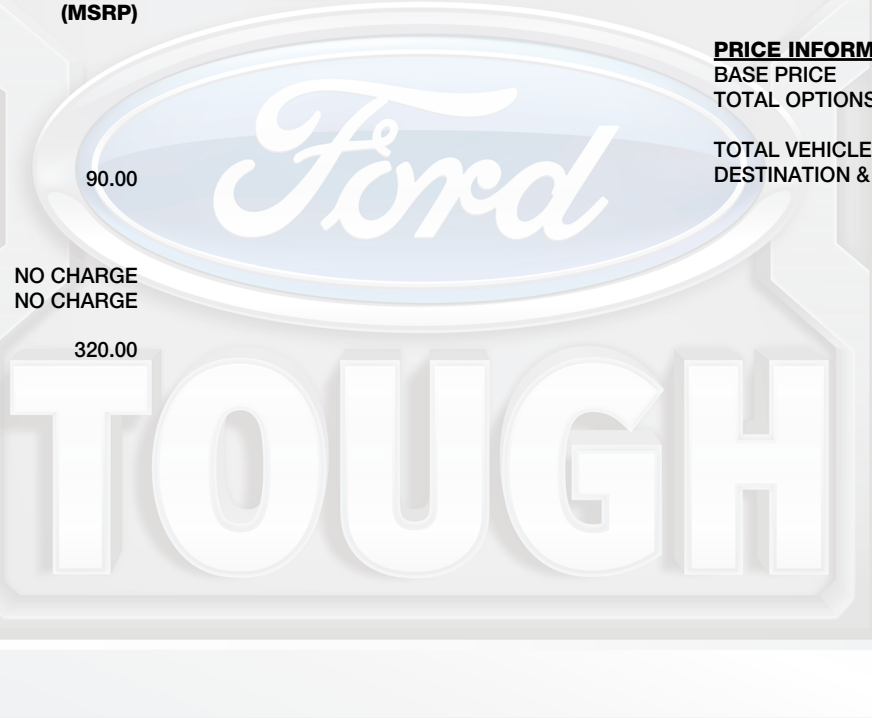 (MSRP)
90.00
NO CHARGE
NO CHARGE
320.00
PRICE INFORM
BASE PRICE
TOTAL OPTIONS
TOTAL VEHICLE
DESTINATION &
Ford
TOUGH